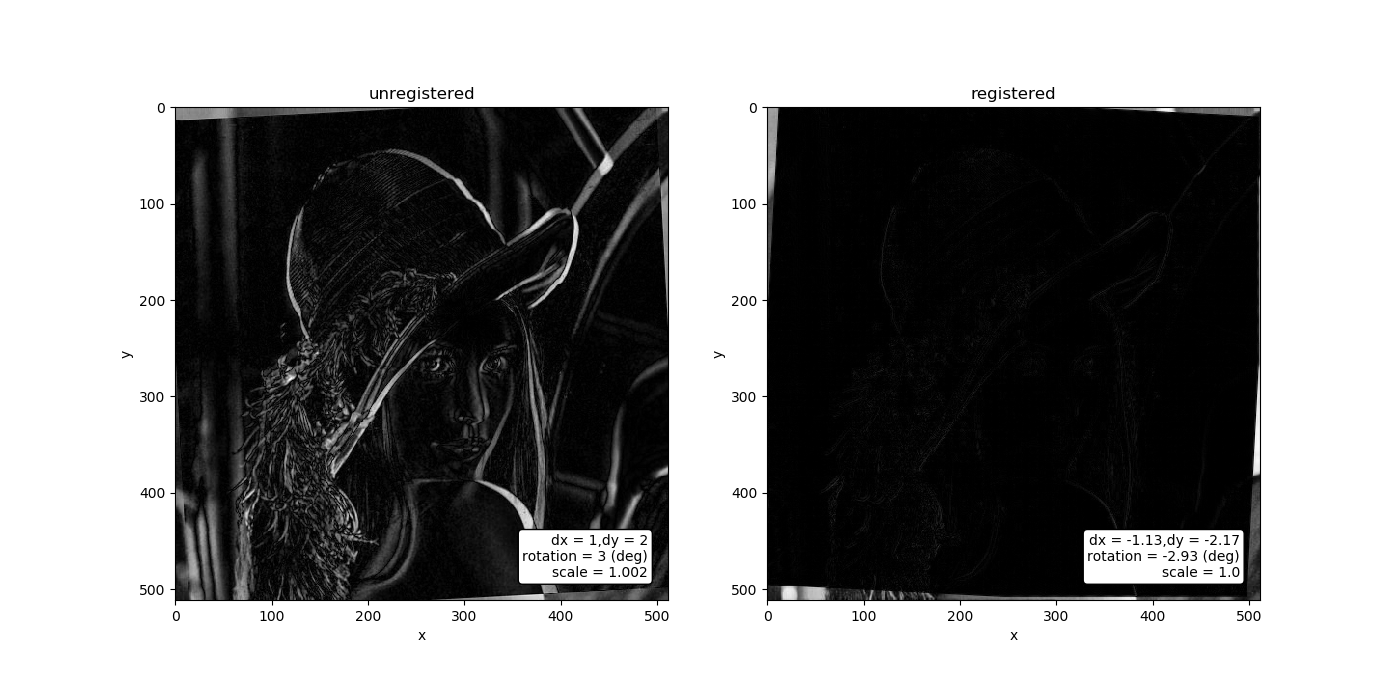 unregistered
0
100
200
300
400
500
y
dx = 1,dy = 2
rotation = 3 (deg)
scale = 1.002
0 100 200 300 400 500
x
registered
0
100
200
300
400
500
y
dx = -1.13,dy = -2.17
rotation = -2.93 (deg)
scale = 1.0
0 100 200 300 400 500
x